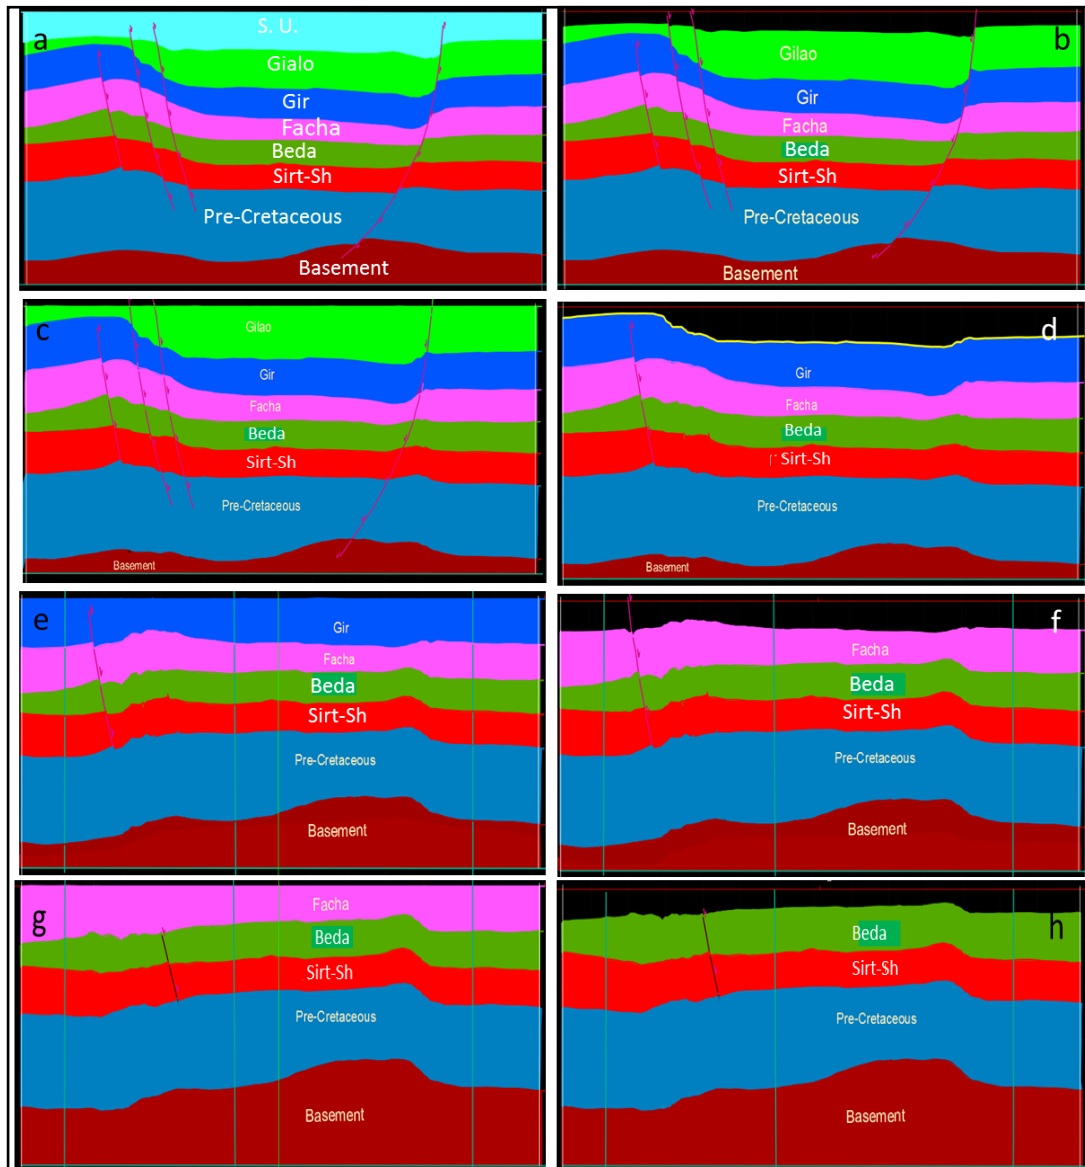 a
S. U.
Gialo
Gir
Facha
Beda
Sirt-Sh
Pre-Cretaceous
Basement
b
Gilao
Gir
Facha
Beda
Sirt-Sh
Pre-Cretaceous
Basement
c
Gilao
Gir
Facha
Beda
Sirt-Sh
Pre-Cretaceous
Basement
d
Gir
Facha
Beda
Sirt-Sh
Pre-Cretaceous
Basement
e
Gir
Facha
Beda
Sirt-Sh
Pre-Cretaceous
Basement
f
Facha
Beda
Sirt-Sh
Pre-Cretaceous
Basement
g
Facha
Beda
Sirt-Sh
Pre-Cretaceous
Basement
h
Beda
Sirt-Sh
Pre-Cretaceous
Basement